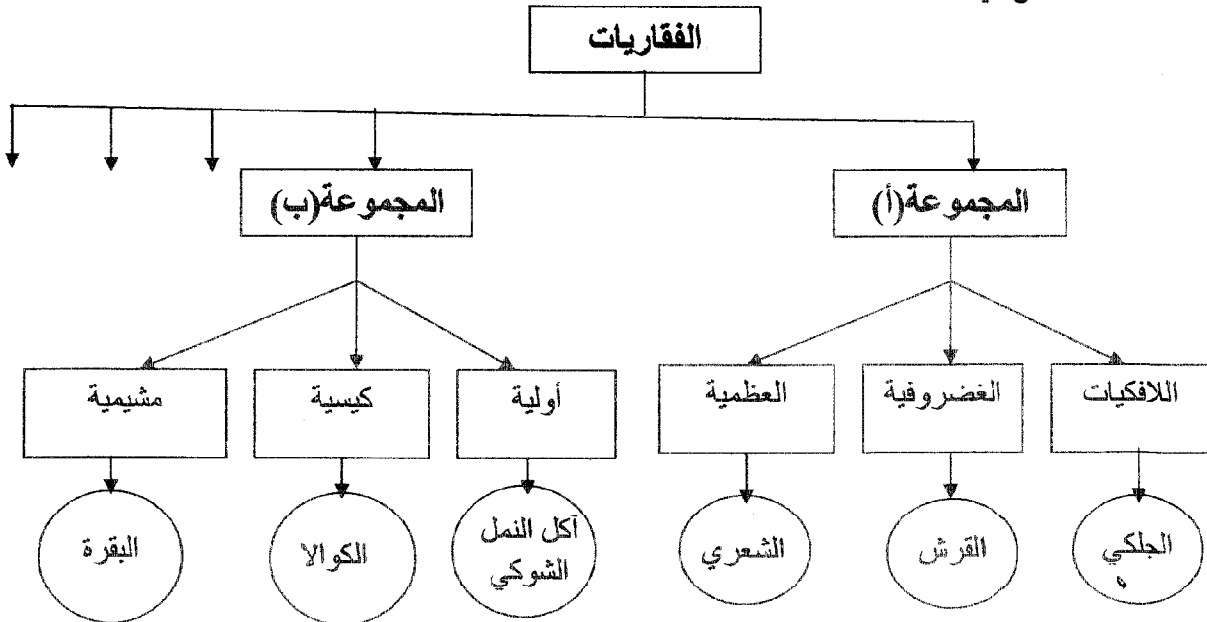 الفقاريات
المجموعة(أ)
المجموعة(ب)
اللافكيات
الغضروفية
العظمية
أولية
كيسية
مشيمية
الجلكي
القرش
الشعري
آكل النمل
الشوكي
الكوالا
البقرة